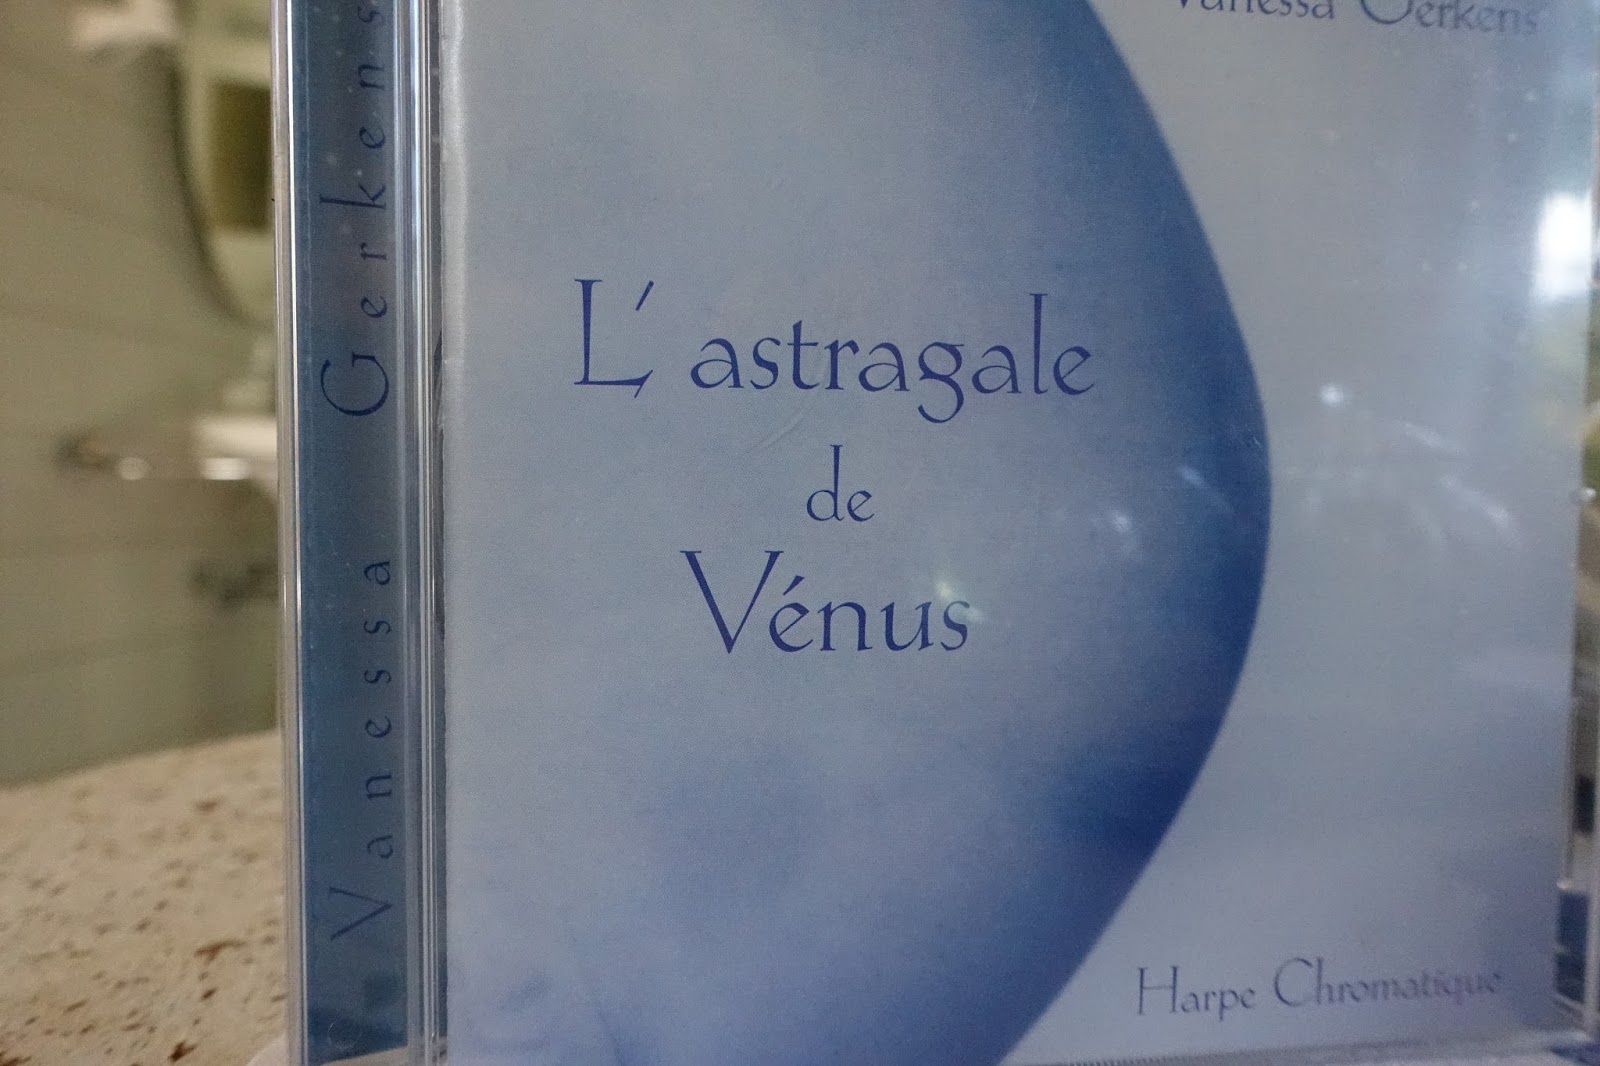 Vanessa Gerkens
Vanessa Gerkens
L'astragale
de
Vénus
Harpe Chromatique